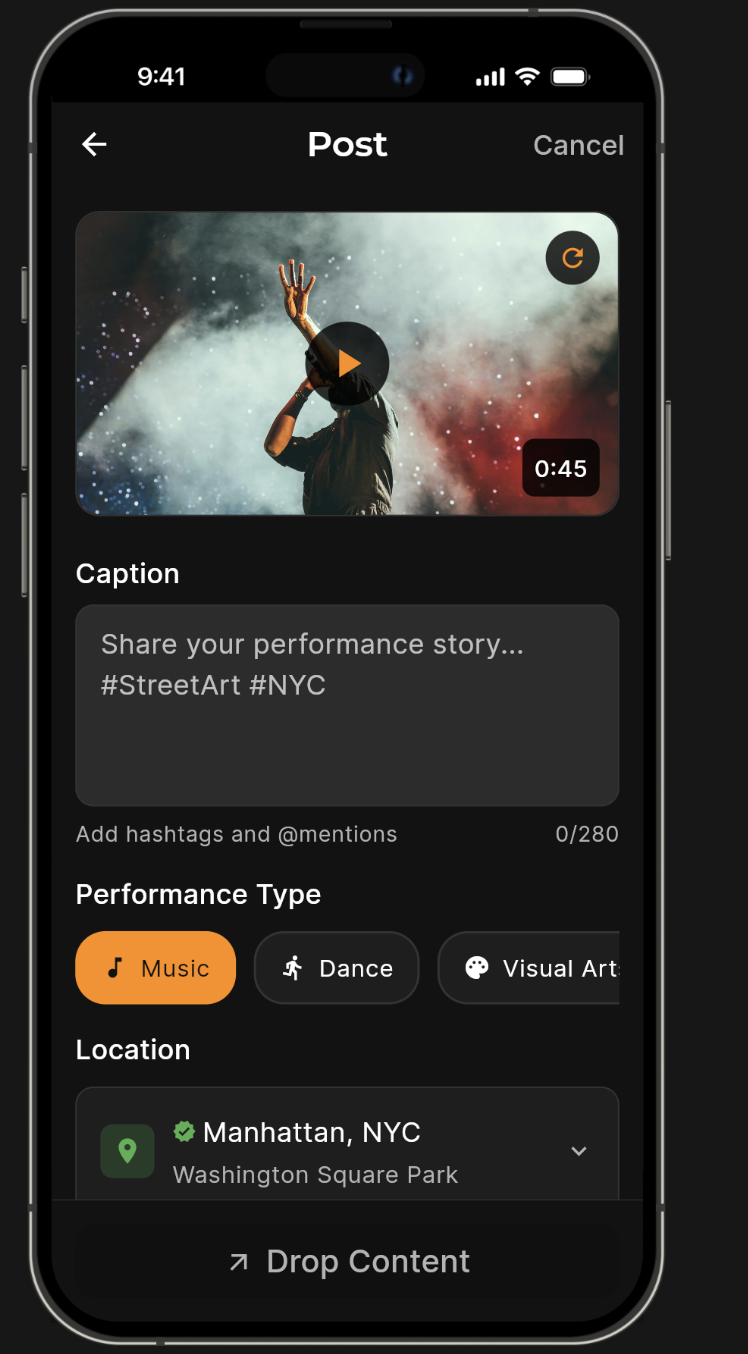 9:41
Post
Cancel
0:45
Caption
Share your performance story...
#StreetArt #NYC
Add hashtags and @mentions
0/280
Performance Type
Music
Dance
Visual Art
Location
Manhattan, NYC
Washington Square Park
Drop Content